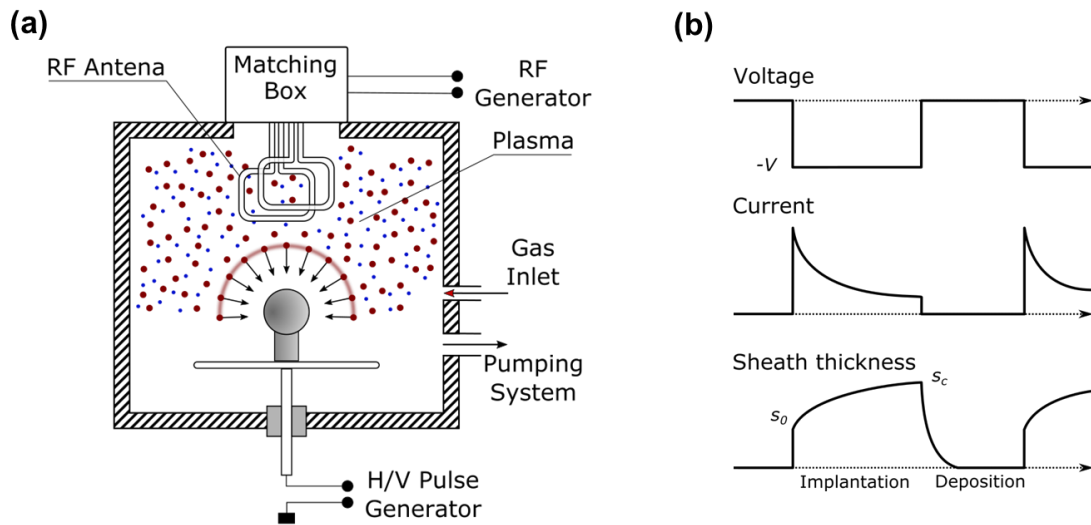 (a)
RF Antena
Matching
Box
RF
Generator
Plasma
Gas
Inlet
Pumping
System
H/V Pulse
Generator
(b)
Voltage
-V
Current
Sheath thickness
s₀
s_c
Implantation
Deposition